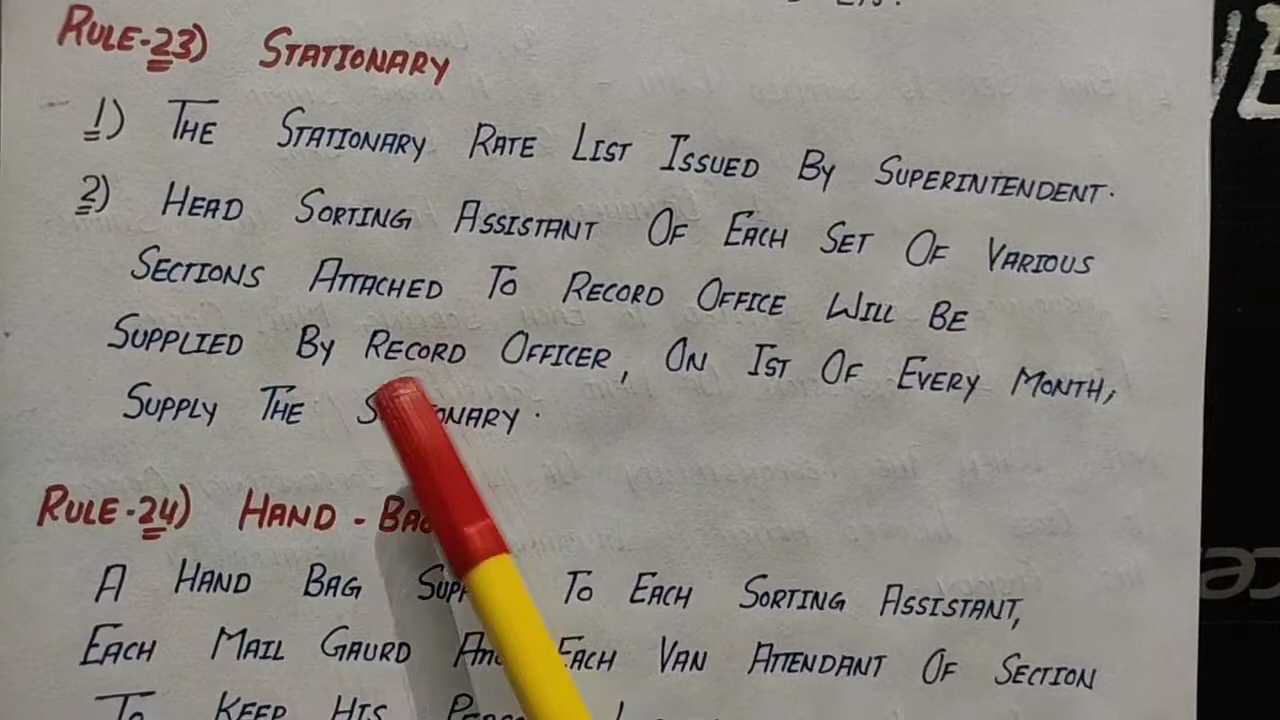 RULE-23) STATIONARY
1) THE STATIONARY RATE LIST ISSUED BY SUPERINTENDENT.
2) HEAD SORTING ASSISTANT OF EACH SET OF VARIOUS
SECTIONS ATTACHED TO RECORD OFFICE WILL BE
SUPPLIED BY RECORD OFFICER, ON IST OF EVERY MONTH,
SUPPLY THE
RULE-24) HAND-
A HAND BAG TO EACH SORTING ASSISTANT,
EACH MAIL GAURD EACH VAN ATTENDANT OF SECTION
TO KEEP HIS